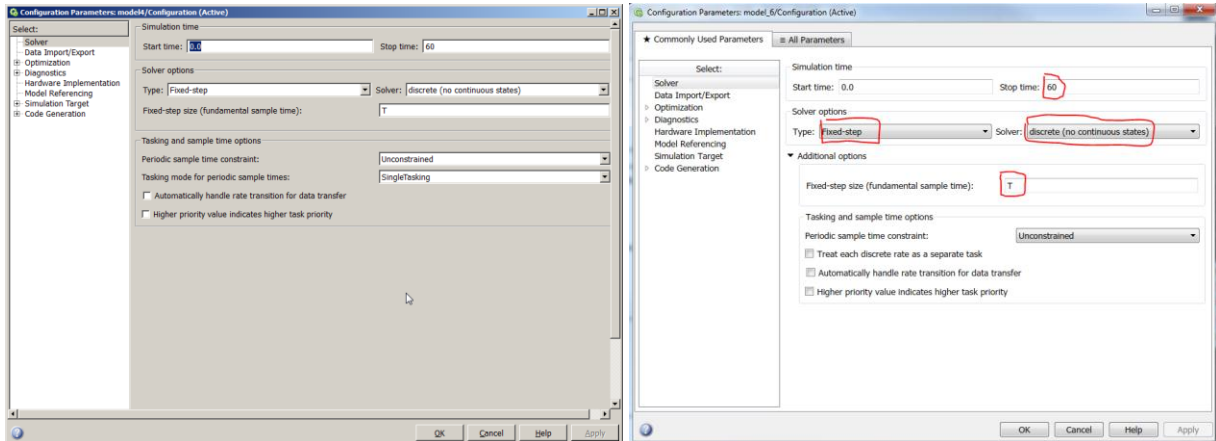 Configuration Parameters: model4/Configuration (Active)
Select:
Solver
Data Import/Export
Optimization
Diagnostics
Hardware Implementation
Model Referencing
Simulation Target
Code Generation
Simulation time
Start time: 0.0 Stop time: 60
Solver options
Type: Fixed-step Solver: discrete (no continuous states)
Fixed-step size (fundamental sample time): T
Tasking and sample time options
Periodic sample time constraint: Unconstrained
Tasking mode for periodic sample times: SingleTasking
Automatically handle rate transition for data transfer
Higher priority value indicates higher task priority
OK Cancel Help Apply
Configuration Parameters: model_6/Configuration (Active)
★ Commonly Used Parameters ≡ All Parameters
Select:
Solver
Data Import/Export
Optimization
Diagnostics
Hardware Implementation
Model Referencing
Simulation Target
Code Generation
Simulation time
Start time: 0.0 Stop time: 60
Solver options
Type: Fixed-step Solver: discrete (no continuous states)
Additional options
Fixed-step size (fundamental sample time): T
Tasking and sample time options
Periodic sample time constraint: Unconstrained
Treat each discrete rate as a separate task
Automatically handle rate transition for data transfer
Higher priority value indicates higher task priority
OK Cancel Help Apply